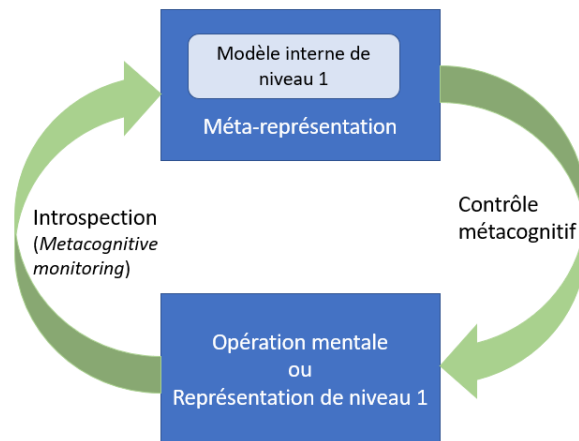 Modèle interne de
niveau 1
Méta-représentation
Introspection
(Metacognitive
monitoring)
Contrôle
métacognitif
Opération mentale
ou
Représentation de niveau 1